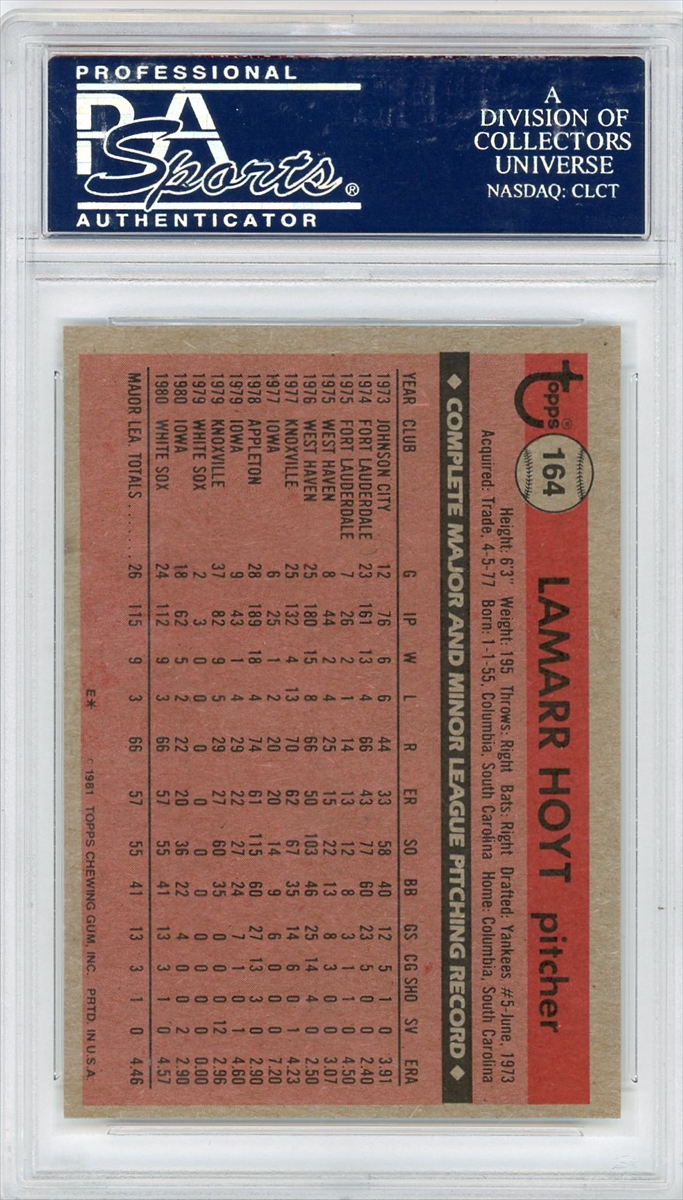 PROFESSIONAL
PSA
Sports®
AUTHENTICATOR
A
DIVISION OF
COLLECTORS
UNIVERSE
NASDAQ: CLCT
Topps® 164 LAMARR HOYT pitcher
Height: 6'3" Weight: 195 Throws: Right Bats: Right Drafted: Yankees #5-June, 1973
Acquired: Trade, 4-5-77 Born: 1-1-55, Columbia, South Carolina Home: Columbia, South Carolina
◆ COMPLETE MAJOR AND MINOR LEAGUE PITCHING RECORD ◆
YEAR CLUB G IP W L R ER SO BB GS CG SHO SV ERA
1973 JOHNSON CITY 12 76 6 6 44 33 58 40 12 5 1 0 3.91
1974 FORT LAUDERDALE 23 161 13 4 66 43 77 60 23 5 0 0 2.40
1975 FORT LAUDERDALE 7 26 2 1 14 13 12 8 3 1 1 0 4.50
1975 WEST HAVEN 8 44 2 4 25 15 22 13 8 3 0 0 3.07
1976 WEST HAVEN 25 180 15 8 66 50 103 46 25 14 4 0 2.50
1977 KNOXVILLE 25 132 4 13 70 62 67 35 14 6 0 1 4.23
1977 IOWA 6 25 1 2 20 20 14 9 6 0 0 0 7.20
1978 APPLETON 28 189 18 4 74 61 115 60 27 13 3 0 2.90
1979 IOWA 9 43 1 4 29 22 27 24 7 1 0 1 4.60
1979 KNOXVILLE 37 82 9 5 29 27 60 35 0 0 0 12 2.96
1979 WHITE SOX 2 3 0 0 0 0 0 0 0 0 0 0 0.00
1980 IOWA 18 62 5 2 22 20 36 22 4 0 0 2 2.90
1980 WHITE SOX 24 112 9 3 66 57 55 41 13 3 1 0 4.57
MAJOR LEA. TOTALS...... 26 115 9 3 66 57 55 41 13 3 1 0 4.46
E* © 1981 TOPPS CHEWING GUM, INC. PRTD. IN U.S.A.